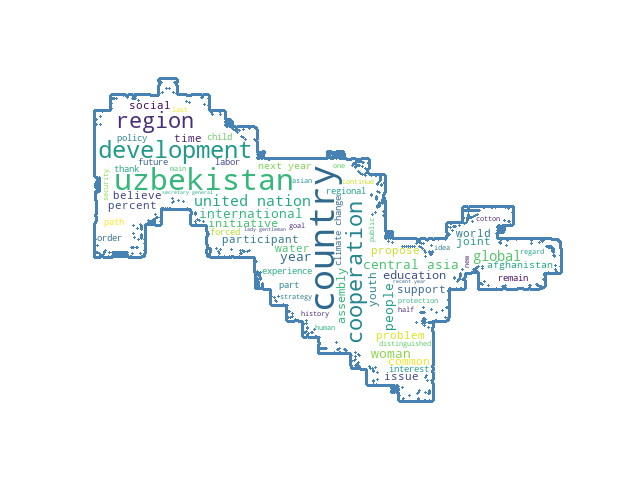 social
last
region
policy
time
child
development
future
labor
thank
main
next year
one
uzbekistan
asian
continue
security
secretary general
believe
united nation
regional
percent
international
goal
country
climate change
path
initiative
lady gentleman
cooperation
public
order
forced
participant
water
year
experience
part
assembly
strategy
history
human
youth
people
propose
idea
central asia
education
new
recent year
support
protection
half
problem
distinguished
woman
common
interest
issue
cotton
world
joint
global
regard
afghanistan
remain